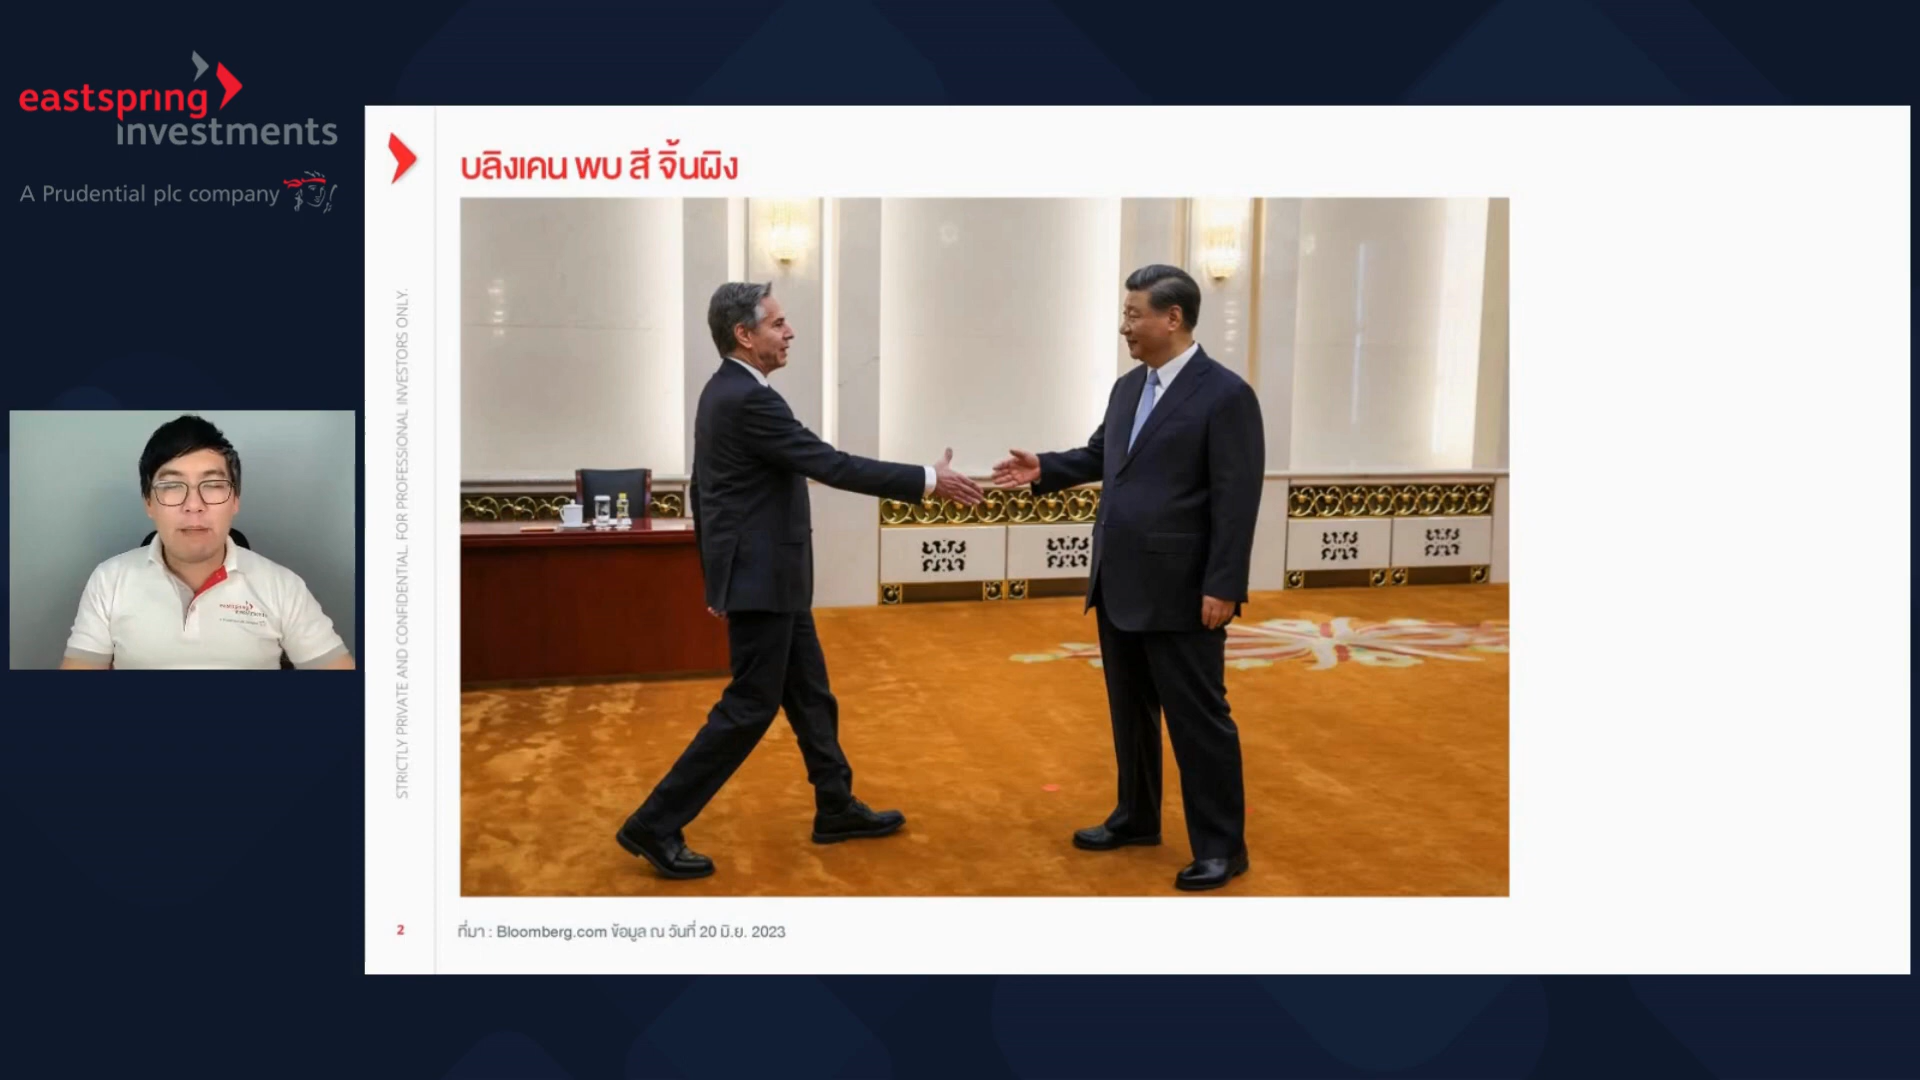 eastspring
investments
A Prudential plc company
บลิงเคน พบ สี จิ้นผิง
STRICTLY PRIVATE AND CONFIDENTIAL. FOR PROFESSIONAL INVESTORS ONLY.
eastspring
investments
2
ที่มา : Bloomberg.com ข้อมูล ณ วันที่ 20 มิ.ย. 2023